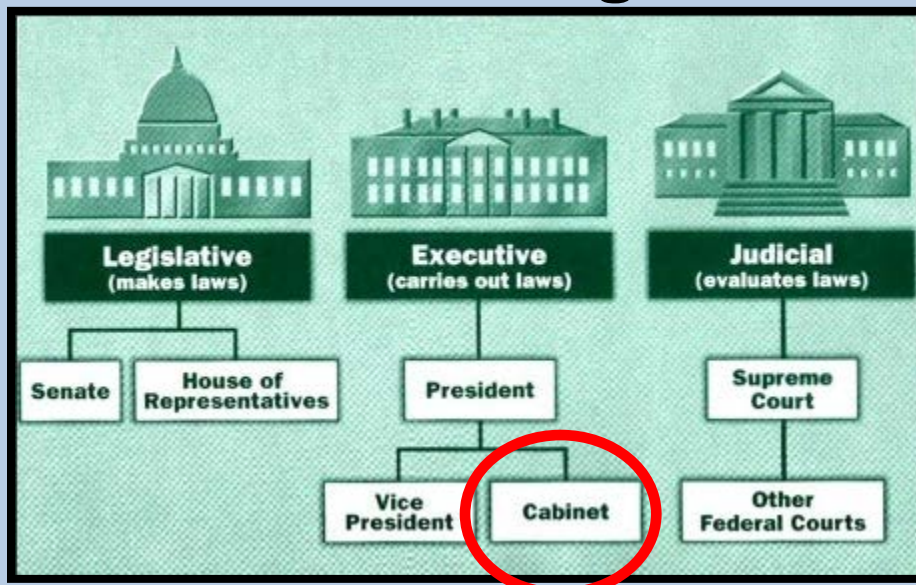 Legislative
(makes laws)
Executive
(carries out laws)
Judicial
(evaluates laws)
Senate
House of
Representatives
President
Supreme
Court
Vice
President
Cabinet
Other
Federal Courts